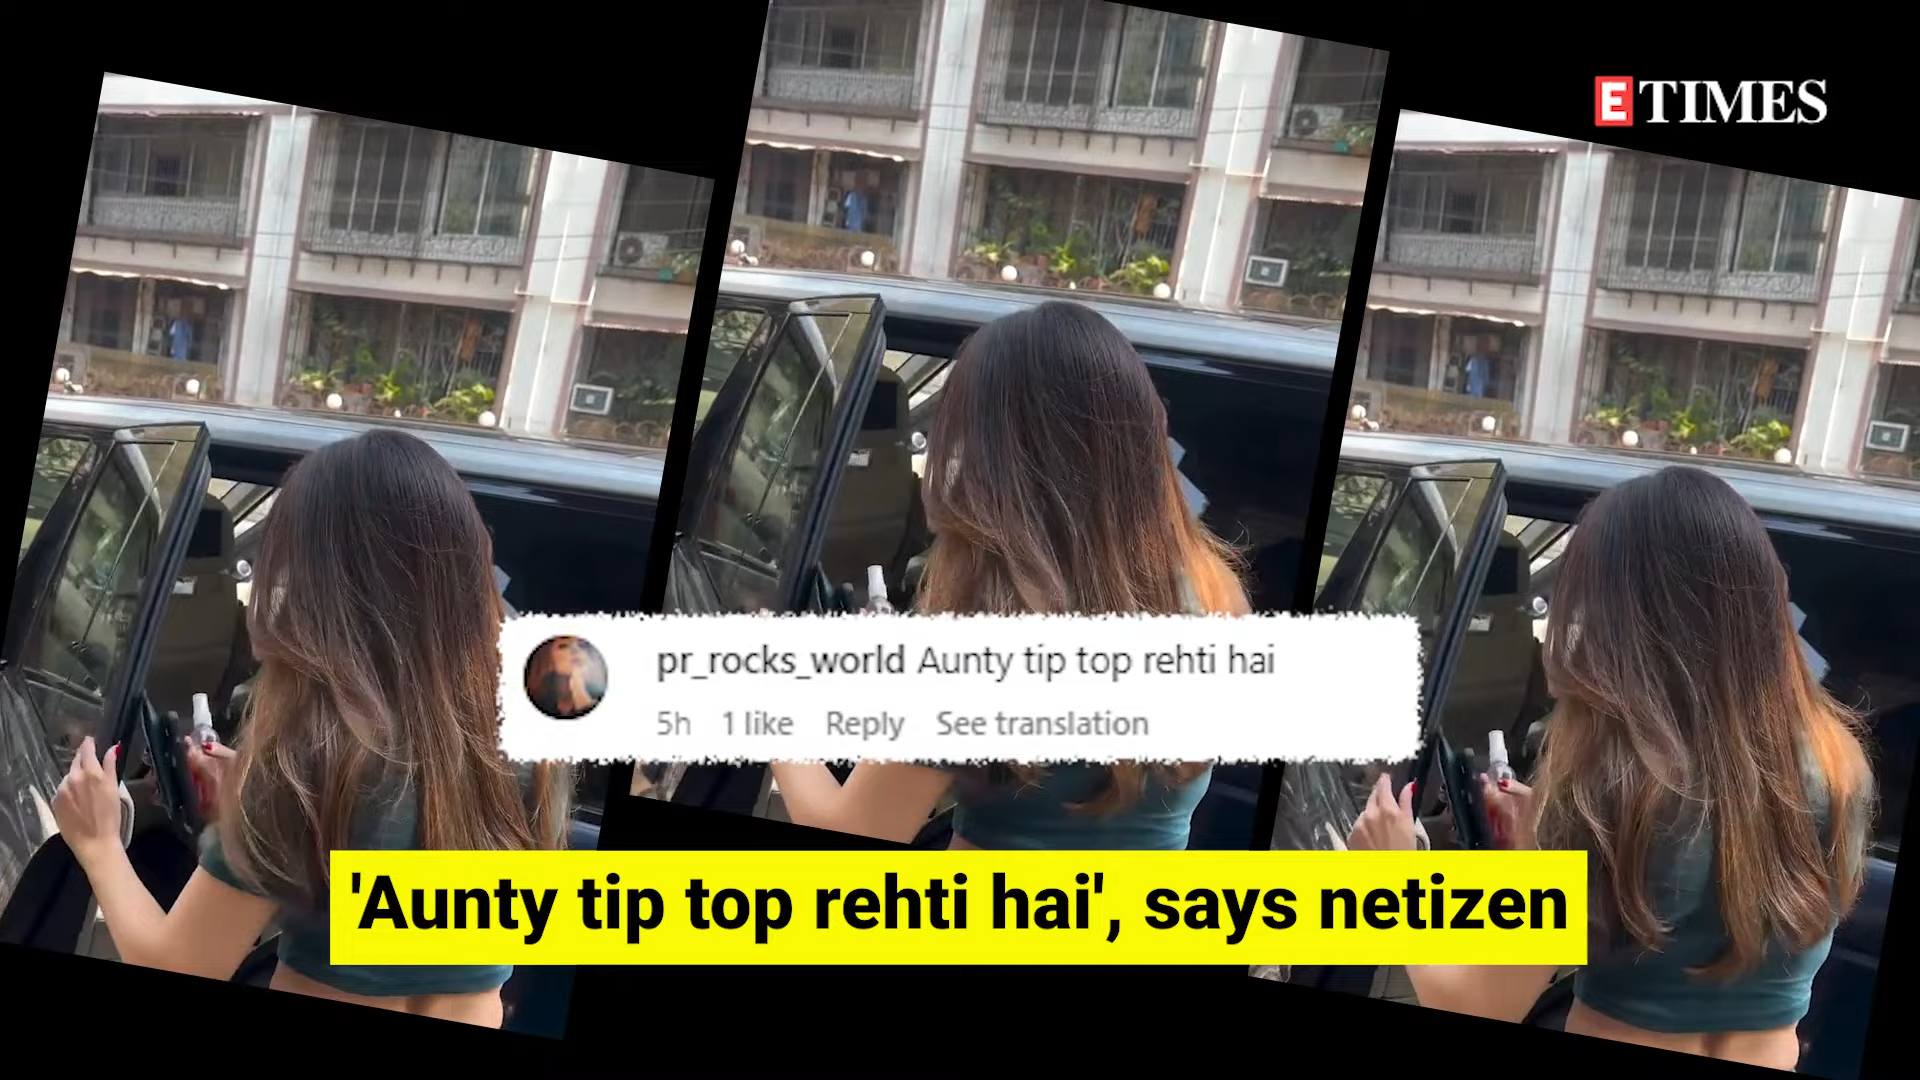 ETIMES
pr_rocks_world Aunty tip top rehti hai
5h 1 like Reply See translation
'Aunty tip top rehti hai', says netizen